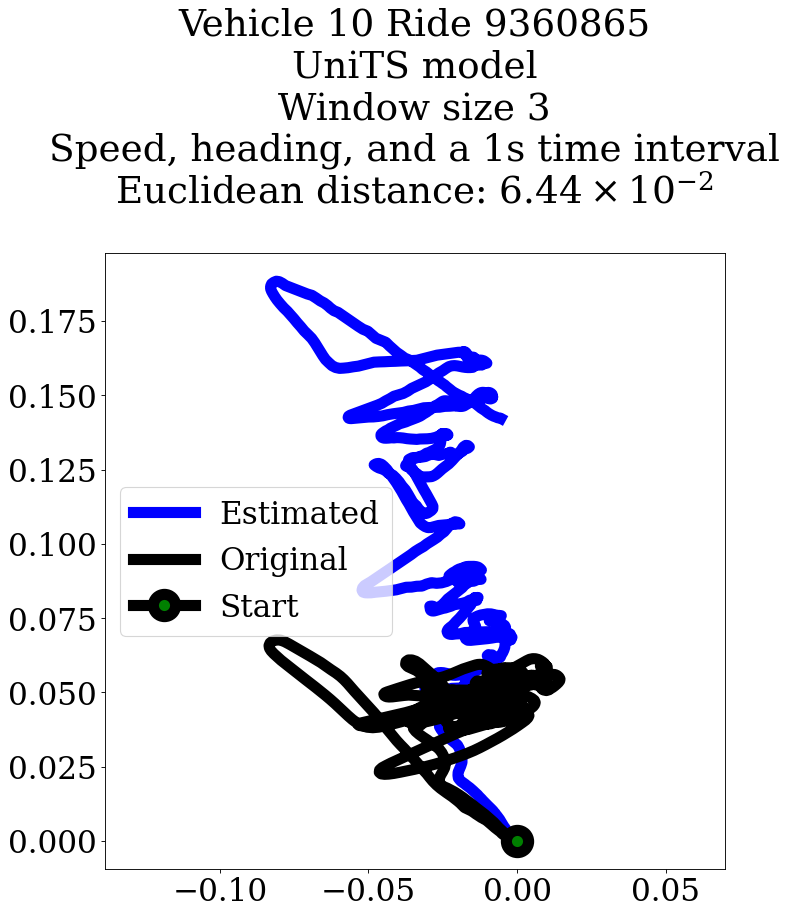 Vehicle 10 Ride 9360865
UniTS model
Window size 3
Speed, heading, and a 1s time interval
Euclidean distance: 6.44 × 10⁻²
0.175
0.150
0.125
0.100
0.075
0.050
0.025
0.000
Estimated
Original
Start
−0.10
−0.05
0.00
0.05